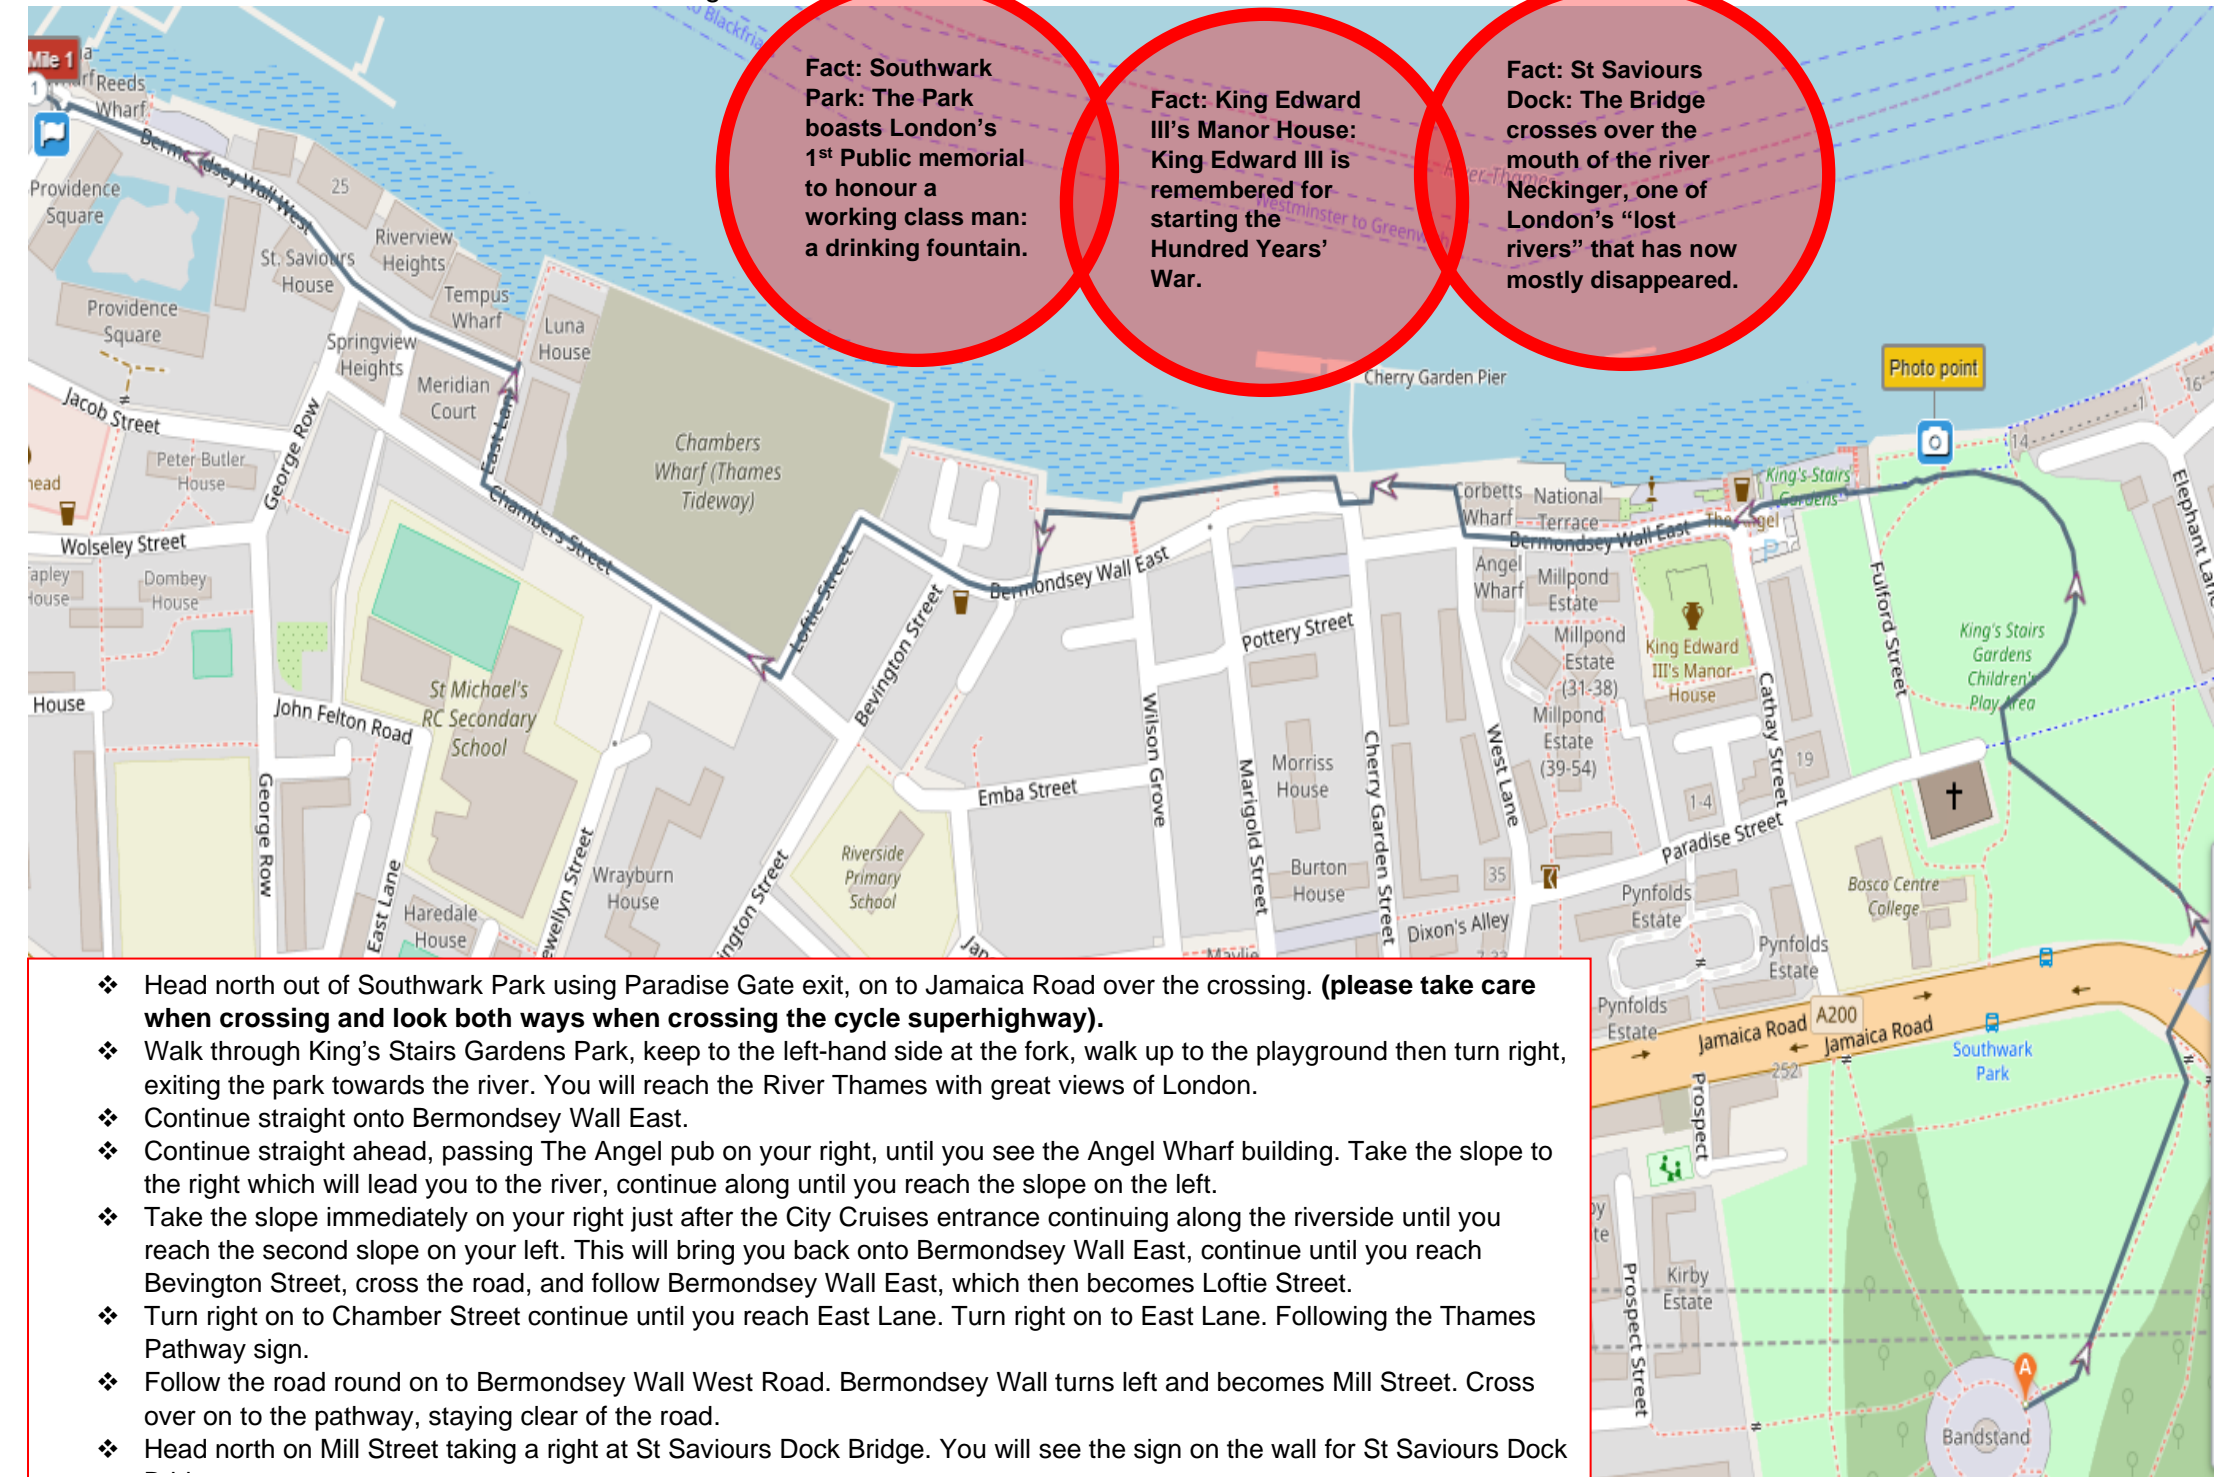 Mile 1
1
Reeds
Wharf
Providence
Square
Bermondsey Wall West
25
St. Saviours
House
Riverview
Heights
Tempus
Wharf
Providence
Square
Springview
Heights
Meridian
Court
Luna
House
East Lane
Jacob Street
George Row
Peter Butler
House
Wolseley Street
Dombey
House
Chambers Street
Chambers
Wharf (Thames
Tideway)
Fact: Southwark
Park: The Park
boasts London's
1st Public memorial
to honour a
working class man:
a drinking fountain.
Fact: King Edward
III's Manor House:
King Edward III is
remembered for
starting the
Hundred Years'
War.
Fact: St Saviours
Dock: The Bridge
crosses over the
mouth of the river
Neckinger, one of
London's “lost
rivers” that has now
mostly disappeared.
River Thames
Westminster to Greenwich
Cherry Garden Pier
Photo point
16
14
King's Stairs
Gardens
Elephant Lane
Corbetts
Wharf
National
Terrace
The Angel
P
Bermondsey Wall East
Bermondsey Wall East
Angel
Wharf
Millpond
Estate
Millpond
Estate
(31-38)
Millpond
Estate
(39-54)
King Edward
III's Manor
House
Fulford Street
King's Stairs
Gardens
Children's
Play Area
Loftie Street
Bevington Street
Pottery Street
Wilson Grove
Marigold Street
Cherry Garden Street
West Lane
Cathay Street
19
1-4
Paradise Street
House
John Felton Road
St Michael's
RC Secondary
School
George Row
East Lane
Haredale
House
Wrayburn
House
Emba Street
Riverside
Primary
School
Morriss
House
Burton
House
35
Dixon's Alley
Pynfolds
Estate
Pynfolds
Estate
Pynfolds
Estate
Bosco Centre
College
A200
Jamaica Road
Jamaica Road
Southwark
Park
252
Prospect
Prospect Street
Kirby
Estate
A
Bandstand
❖ Head north out of Southwark Park using Paradise Gate exit, on to Jamaica Road over the crossing. (please take care
when crossing and look both ways when crossing the cycle superhighway).
❖ Walk through King's Stairs Gardens Park, keep to the left-hand side at the fork, walk up to the playground then turn right,
exiting the park towards the river. You will reach the River Thames with great views of London.
❖ Continue straight onto Bermondsey Wall East.
❖ Continue straight ahead, passing The Angel pub on your right, until you see the Angel Wharf building. Take the slope to
the right which will lead you to the river, continue along until you reach the slope on the left.
❖ Take the slope immediately on your right just after the City Cruises entrance continuing along the riverside until you
reach the second slope on your left. This will bring you back onto Bermondsey Wall East, continue until you reach
Bevington Street, cross the road, and follow Bermondsey Wall East, which then becomes Loftie Street.
❖ Turn right on to Chamber Street continue until you reach East Lane. Turn right on to East Lane. Following the Thames
Pathway sign.
❖ Follow the road round on to Bermondsey Wall West Road. Bermondsey Wall turns left and becomes Mill Street. Cross
over on to the pathway, staying clear of the road.
❖ Head north on Mill Street taking a right at St Saviours Dock Bridge. You will see the sign on the wall for St Saviours Dock